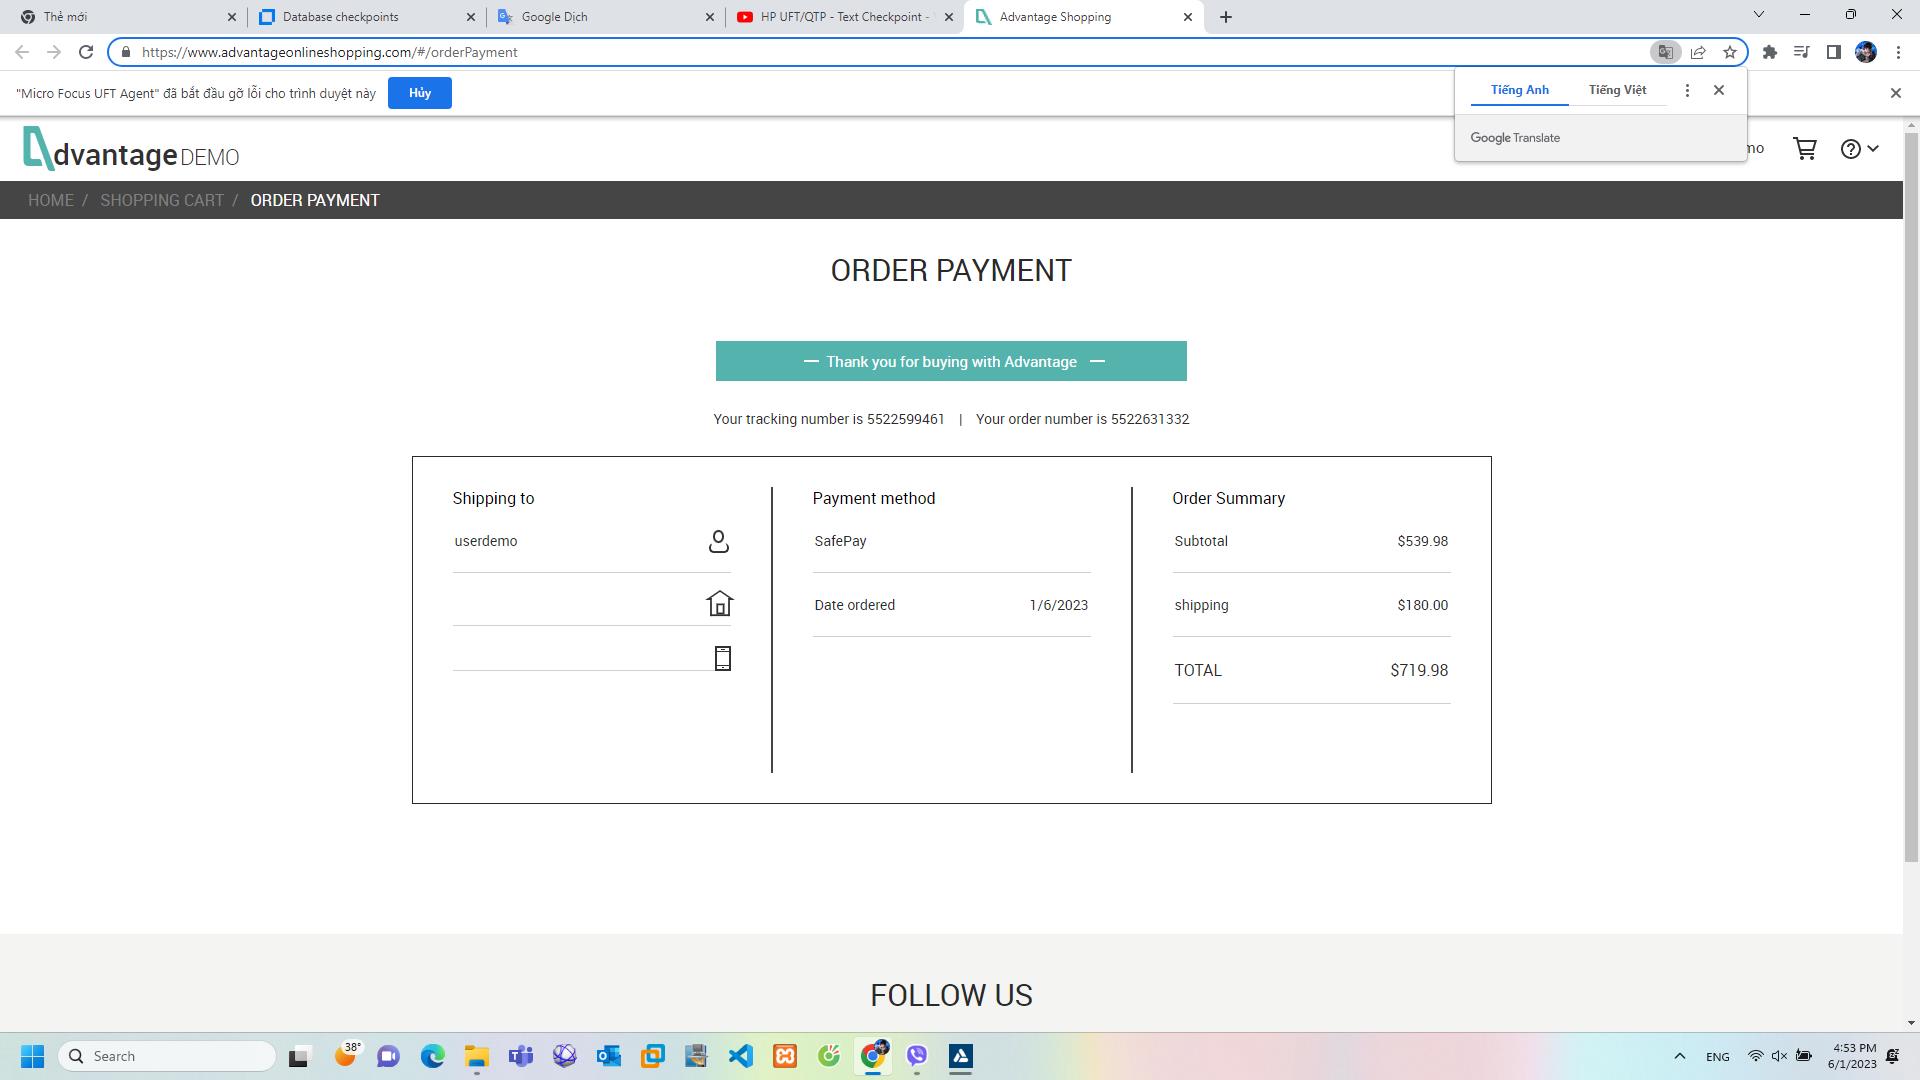 Thẻ mới
Database checkpoints
Google Dịch
HP UFT/QTP - Text Checkpoint -
Advantage Shopping
https://www.advantageonlineshopping.com/#/orderPayment
"Micro Focus UFT Agent" đã bắt đầu gỡ lỗi cho trình duyệt này
Hủy
Tiếng Anh
Tiếng Việt
Google Translate
dvantage DEMO
mo
HOME / SHOPPING CART / ORDER PAYMENT
ORDER PAYMENT
— Thank you for buying with Advantage —
Your tracking number is 5522599461 | Your order number is 5522631332
Shipping to
userdemo
Payment method
SafePay
Date ordered 1/6/2023
Order Summary
Subtotal $539.98
shipping $180.00
TOTAL $719.98
FOLLOW US
Search
38°
ENG
4:53 PM
6/1/2023